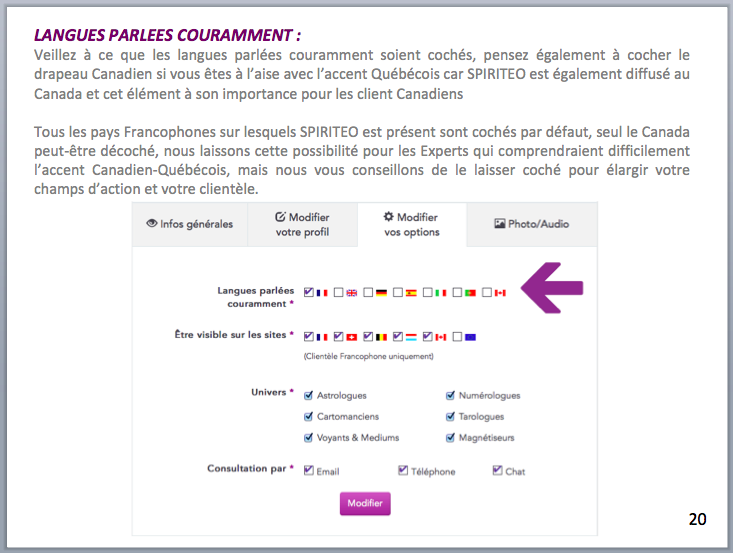 LANGUES PARLEES COURAMMENT :
Veillez à ce que les langues parlées couramment soient cochés, pensez également à cocher le
drapeau Canadien si vous êtes à l'aise avec l'accent Québécois car SPIRITEO est également diffusé au
Canada et cet élément à son importance pour les client Canadiens
Tous les pays Francophones sur lesquels SPIRITEO est présent sont cochés par défaut, seul le Canada
peut-être décoché, nous laissons cette possibilité pour les Experts qui comprendraient difficilement
l'accent Canadien-Québécois, mais nous vous conseillons de le laisser coché pour élargir votre
champs d'action et votre clientèle.
Infos générales
Modifier
votre profil
Modifier
vos options
Photo/Audio
Langues parlées
couramment *
Être visible sur les sites *
(Clientèle Francophone uniquement)
Univers *
Astrologues
Numérologues
Cartomanciens
Tarologues
Voyants & Mediums
Magnétiseurs
Consultation par *
Email
Téléphone
Chat
Modifier
20